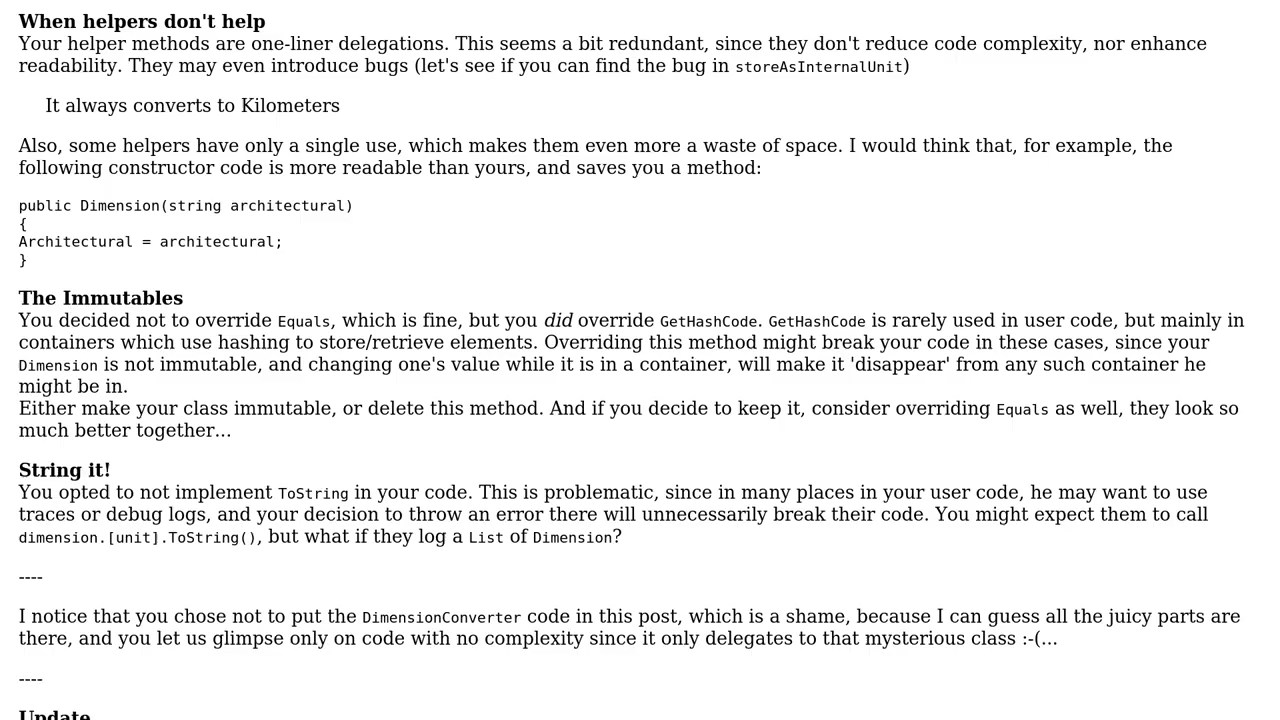 When helpers don't help
Your helper methods are one-liner delegations. This seems a bit redundant, since they don't reduce code complexity, nor enhance
readability. They may even introduce bugs (let's see if you can find the bug in storeAsInternalUnit)
It always converts to Kilometers
Also, some helpers have only a single use, which makes them even more a waste of space. I would think that, for example, the
following constructor code is more readable than yours, and saves you a method:
public Dimension(string architectural)
{
Architectural = architectural;
}
The Immutables
You decided not to override Equals, which is fine, but you did override GetHashCode. GetHashCode is rarely used in user code, but mainly in
containers which use hashing to store/retrieve elements. Overriding this method might break your code in these cases, since your
Dimension is not immutable, and changing one's value while it is in a container, will make it 'disappear' from any such container he
might be in.
Either make your class immutable, or delete this method. And if you decide to keep it, consider overriding Equals as well, they look so
much better together...
String it!
You opted to not implement ToString in your code. This is problematic, since in many places in your user code, he may want to use
traces or debug logs, and your decision to throw an error there will unnecessarily break their code. You might expect them to call
dimension.[unit].ToString(), but what if they log a List of Dimension?
----
I notice that you chose not to put the DimensionConverter code in this post, which is a shame, because I can guess all the juicy parts are
there, and you let us glimpse only on code with no complexity since it only delegates to that mysterious class :-(...
----
Update